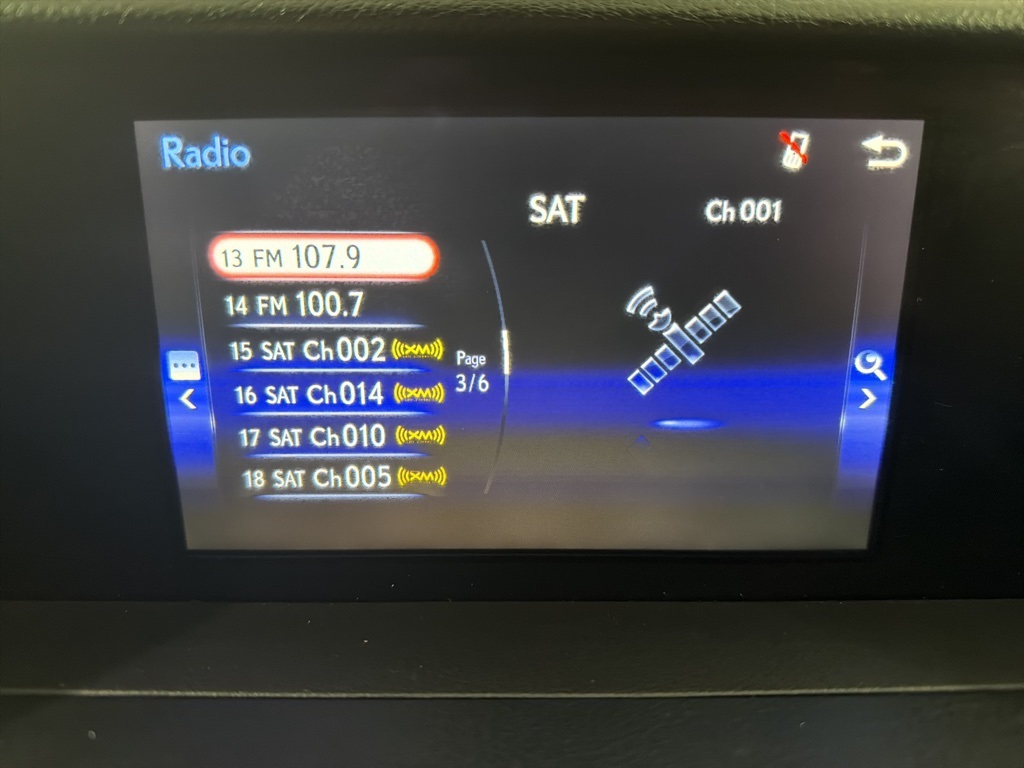 Radio
SAT Ch 001
13 FM 107.9
14 FM 100.7
15 SAT Ch 002 ((XM))
16 SAT Ch 014 ((XM))
17 SAT Ch 010 ((XM))
18 SAT Ch 005 ((XM))
Page
3/6